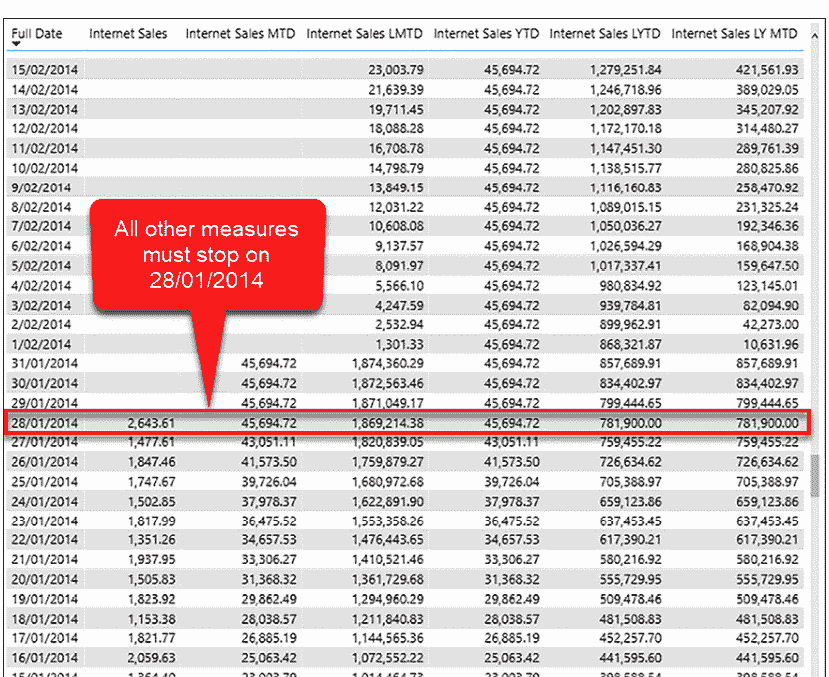 Full Date Internet Sales Internet Sales MTD Internet Sales LMTD Internet Sales YTD Internet Sales LYTD Internet Sales LY MTD
15/02/2014 23,003.79 45,694.72 1,279,251.84 421,561.93
14/02/2014 21,639.39 45,694.72 1,246,718.96 389,029.05
13/02/2014 19,711.45 45,694.72 1,202,897.83 345,207.92
12/02/2014 18,088.28 45,694.72 1,172,170.18 314,480.27
11/02/2014 16,708.78 45,694.72 1,147,451.30 289,761.39
10/02/2014 14,798.79 45,694.72 1,138,515.77 280,825.86
9/02/2014 13,849.15 45,694.72 1,116,160.83 258,470.92
8/02/2014 12,031.22 45,694.72 1,089,015.15 231,325.24
7/02/2014 10,608.08 45,694.72 1,050,036.27 192,346.36
6/02/2014 9,137.57 45,694.72 1,026,594.29 168,904.38
5/02/2014 8,091.97 45,694.72 1,017,337.41 159,647.50
4/02/2014 5,566.10 45,694.72 980,834.92 123,145.01
3/02/2014 4,247.59 45,694.72 939,784.81 82,094.90
2/02/2014 2,532.94 45,694.72 899,962.91 42,273.00
1/02/2014 1,301.33 45,694.72 868,321.87 10,631.96
All other measures
must stop on
28/01/2014
31/01/2014 45,694.72 1,874,360.29 45,694.72 857,689.91 857,689.91
30/01/2014 45,694.72 1,872,563.46 45,694.72 834,402.97 834,402.97
29/01/2014 45,694.72 1,871,049.17 45,694.72 799,444.65 799,444.65
28/01/2014 2,643.61 45,694.72 1,869,214.38 45,694.72 781,900.00 781,900.00
27/01/2014 1,477.61 43,051.11 1,820,839.05 43,051.11 759,455.22 759,455.22
26/01/2014 1,847.46 41,573.50 1,759,879.27 41,573.50 726,634.62 726,634.62
25/01/2014 1,747.67 39,726.04 1,680,972.68 39,726.04 705,388.97 705,388.97
24/01/2014 1,502.85 37,978.37 1,622,891.90 37,978.37 659,123.86 659,123.86
23/01/2014 1,817.99 36,475.52 1,553,358.26 36,475.52 637,453.45 637,453.45
22/01/2014 1,351.26 34,657.53 1,476,443.65 34,657.53 617,390.21 617,390.21
21/01/2014 1,937.95 33,306.27 1,410,521.46 33,306.27 580,216.92 580,216.92
20/01/2014 1,505.83 31,368.32 1,361,729.68 31,368.32 555,729.95 555,729.95
19/01/2014 1,823.92 29,862.49 1,294,960.29 29,862.49 509,478.46 509,478.46
18/01/2014 1,153.38 28,038.57 1,211,840.83 28,038.57 481,508.83 481,508.83
17/01/2014 1,821.77 26,885.19 1,144,565.36 26,885.19 452,257.70 452,257.70
16/01/2014 2,059.63 25,063.42 1,072,552.22 25,063.42 441,595.60 441,595.60